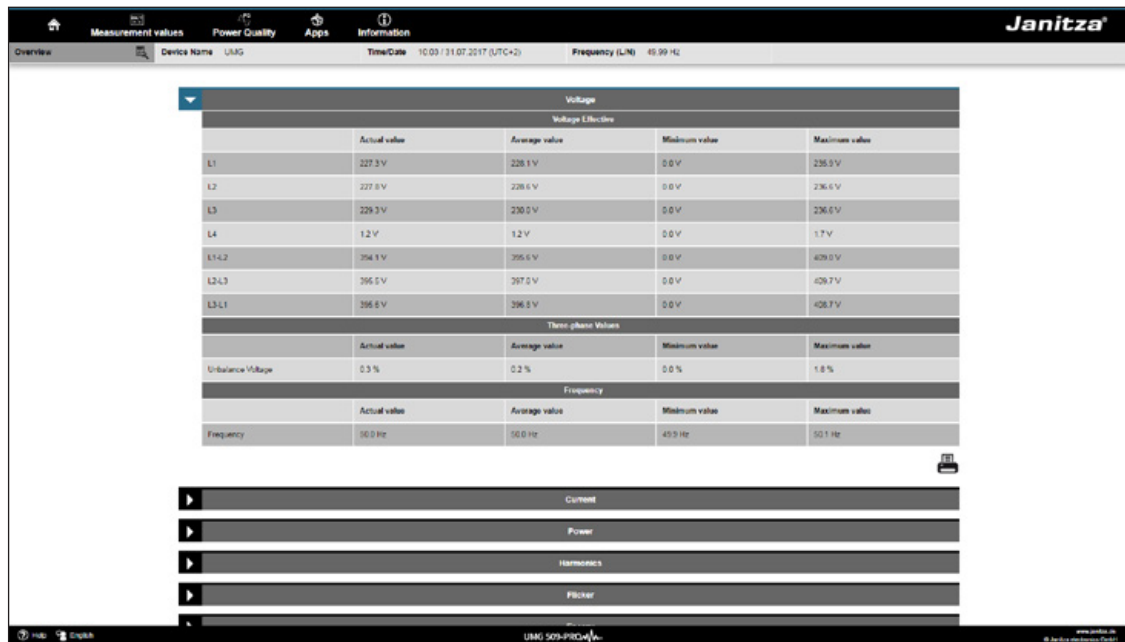 Measurement values Power Quality Apps Information Janitza®
Overview Device Name UMG Time/Date 10:03 / 31.07.2017 (UTC+2) Frequency (L/N) 49.99 Hz
Voltage
Voltage Effective
Actual value Average value Minimum value Maximum value
L1 227.3 V 228.1 V 0.0 V 235.9 V
L2 227.8 V 228.6 V 0.0 V 236.6 V
L3 229.3 V 230.0 V 0.0 V 236.6 V
L4 1.2 V 1.2 V 0.0 V 1.7 V
L1-L2 394.1 V 395.6 V 0.0 V 409.0 V
L2-L3 395.5 V 397.0 V 0.0 V 409.7 V
L3-L1 395.6 V 396.8 V 0.0 V 408.7 V
Three-phase Values
Actual value Average value Minimum value Maximum value
Unbalance Voltage 0.3 % 0.2 % 0.0 % 1.8 %
Frequency
Actual value Average value Minimum value Maximum value
Frequency 50.0 Hz 50.0 Hz 49.9 Hz 50.1 Hz
Current
Power
Harmonics
Flicker
Help English UMG 509-PRO www.janitza.de
© Janitza electronics GmbH